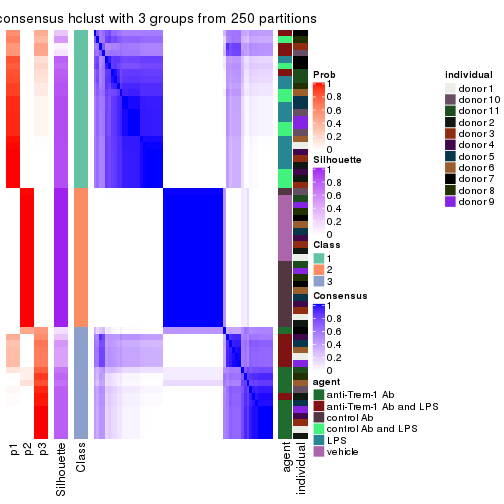 consensus hclust with 3 groups from 250 partitions
Prob
1
0.8
0.6
0.4
0.2
0
Silhouette
1
0.8
0.6
0.4
0.2
0
Class
1
2
3
Consensus
1
0.8
0.6
0.4
0.2
0
agent
anti-Trem-1 Ab
anti-Trem-1 Ab and LPS
control Ab
control Ab and LPS
LPS
vehicle
individual
donor 1
donor 10
donor 11
donor 2
donor 3
donor 4
donor 5
donor 6
donor 7
donor 8
donor 9
p1
p2
p3
Silhouette
Class
agent
individual